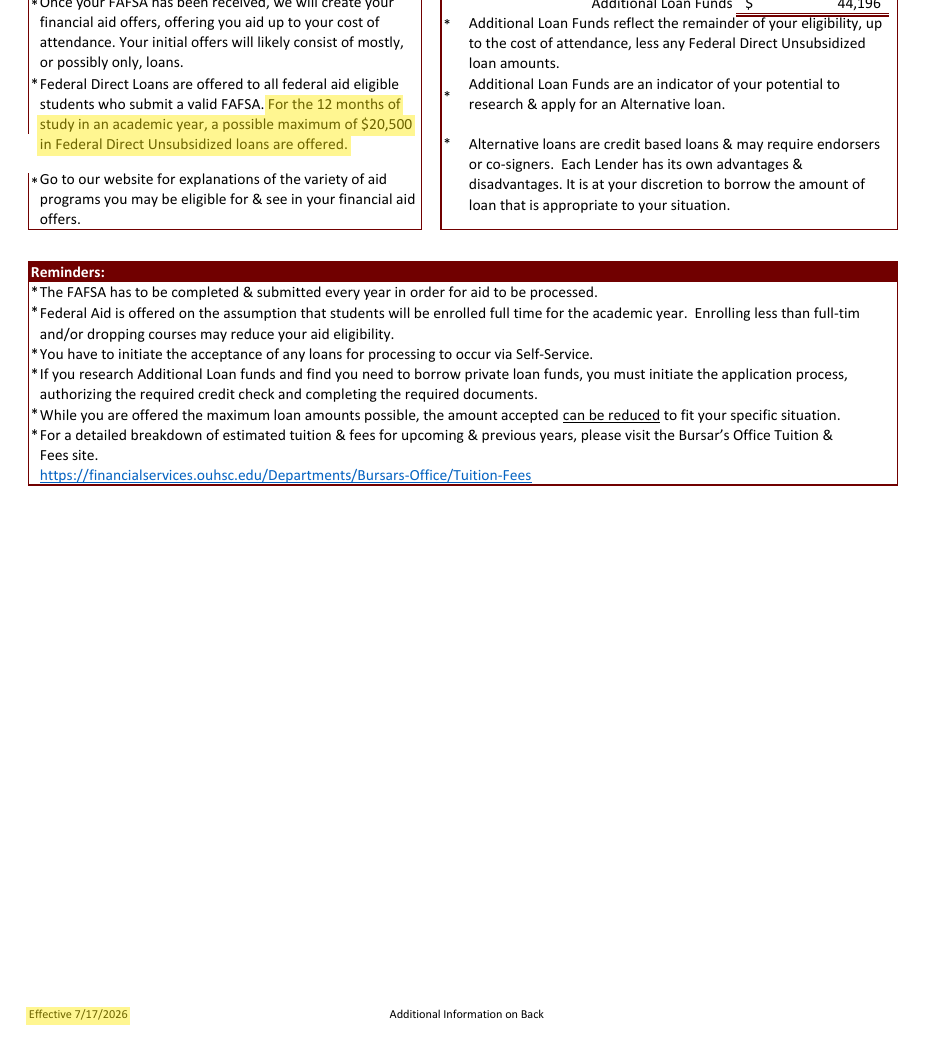 *Once your FAFSA has been received, we will create your
financial aid offers, offering you aid up to your cost of
attendance. Your initial offers will likely consist of mostly,
or possibly only, loans.
*Federal Direct Loans are offered to all federal aid eligible
students who submit a valid FAFSA. For the 12 months of
study in an academic year, a possible maximum of $20,500
in Federal Direct Unsubsidized loans are offered.
*Go to our website for explanations of the variety of aid
programs you may be eligible for & see in your financial aid
offers.
Additional Loan Funds $ 44,196
* Additional Loan Funds reflect the remainder of your eligibility, up
to the cost of attendance, less any Federal Direct Unsubsidized
loan amounts.
* Additional Loan Funds are an indicator of your potential to
research & apply for an Alternative loan.
* Alternative loans are credit based loans & may require endorsers
or co-signers. Each Lender has its own advantages &
disadvantages. It is at your discretion to borrow the amount of
loan that is appropriate to your situation.
Reminders:
*The FAFSA has to be completed & submitted every year in order for aid to be processed.
*Federal Aid is offered on the assumption that students will be enrolled full time for the academic year. Enrolling less than full-tim
and/or dropping courses may reduce your aid eligibility.
*You have to initiate the acceptance of any loans for processing to occur via Self-Service.
*If you research Additional Loan funds and find you need to borrow private loan funds, you must initiate the application process,
authorizing the required credit check and completing the required documents.
*While you are offered the maximum loan amounts possible, the amount accepted can be reduced to fit your specific situation.
*For a detailed breakdown of estimated tuition & fees for upcoming & previous years, please visit the Bursar’s Office Tuition &
Fees site.
https://financialservices.ouhsc.edu/Departments/Bursars-Office/Tuition-Fees
Effective 7/17/2026
Additional Information on Back